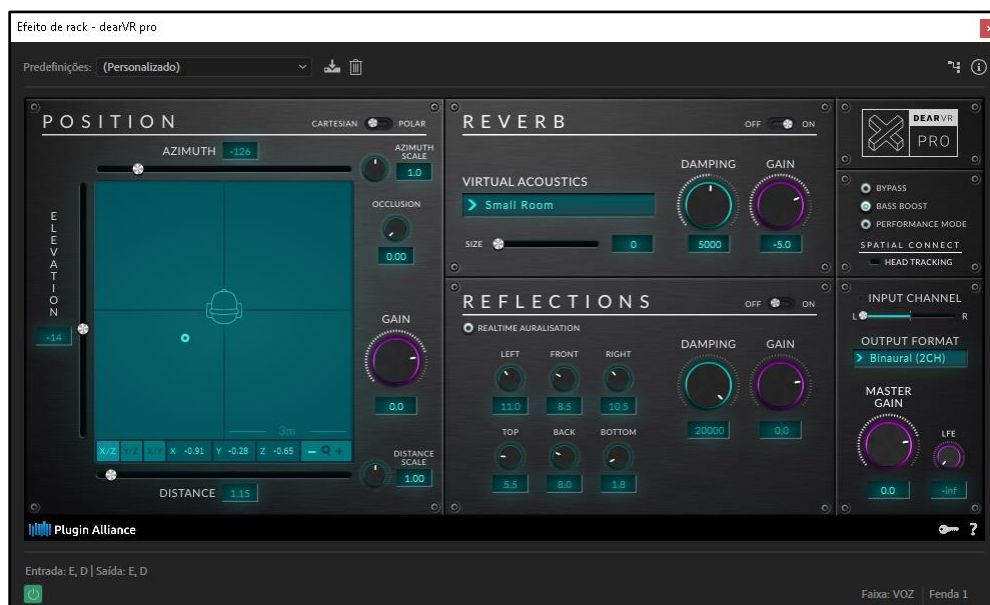 Efeito de rack - dearVR pro
Predefinições: (Personalizado)
POSITION
CARTESIAN POLAR
AZIMUTH -126
AZIMUTH SCALE
1.0
ELEVATION
-14
OCCLUSION
0.00
GAIN
0.0
3m
X/Z Y/Z X/Y X -0.91 Y -0.28 Z -0.65
DISTANCE SCALE
1.00
DISTANCE 1.15
REVERB
OFF ON
VIRTUAL ACOUSTICS
Small Room
SIZE 0
DAMPING
5000
GAIN
-5.0
REFLECTIONS
OFF ON
REALTIME AURALISATION
LEFT FRONT RIGHT
11.0 8.5 10.5
TOP BACK BOTTOM
5.5 8.0 1.8
DAMPING
20000
GAIN
0.0
DEARVR
PRO
BYPASS
BASS BOOST
PERFORMANCE MODE
SPATIAL CONNECT
HEAD TRACKING
INPUT CHANNEL
L R
OUTPUT FORMAT
Binaural (2CH)
MASTER GAIN
0.0
LFE
-inf
Plugin Alliance
?
Entrada: E, D | Saída: E, D
Faixa: VOZ | Fenda 1